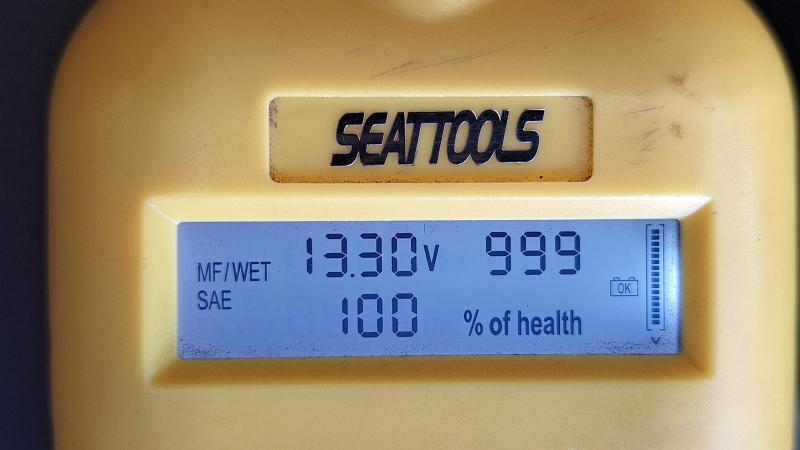 SEATTOOLS
MF/WET 13.30V 999
SAE 100 % of health
OK